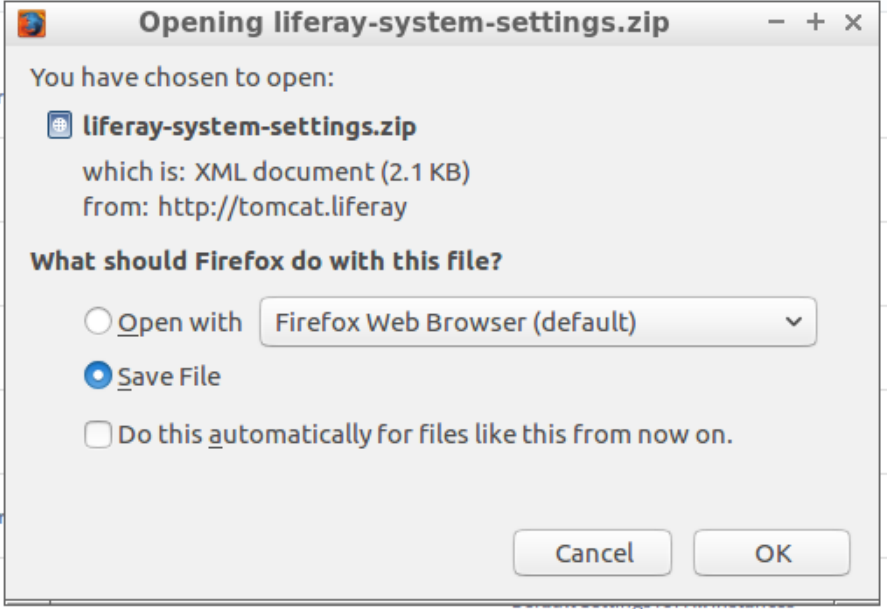 Opening liferay-system-settings.zip
You have chosen to open:
liferay-system-settings.zip
which is: XML document (2.1 KB)
from: http://tomcat.liferay
What should Firefox do with this file?
Open with Firefox Web Browser (default)
Save File
Do this automatically for files like this from now on.
Cancel OK